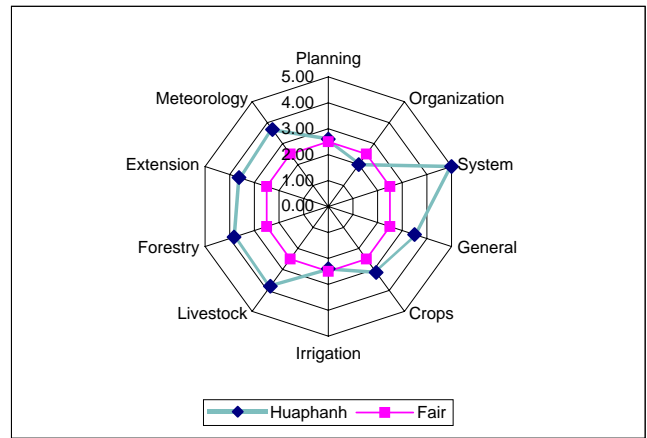 Planning
5.00
Meteorology
4.00
Organization
3.00
Extension
2.00
System
1.00
0.00
Forestry
General
Livestock
Crops
Irrigation
Huaphanh
Fair